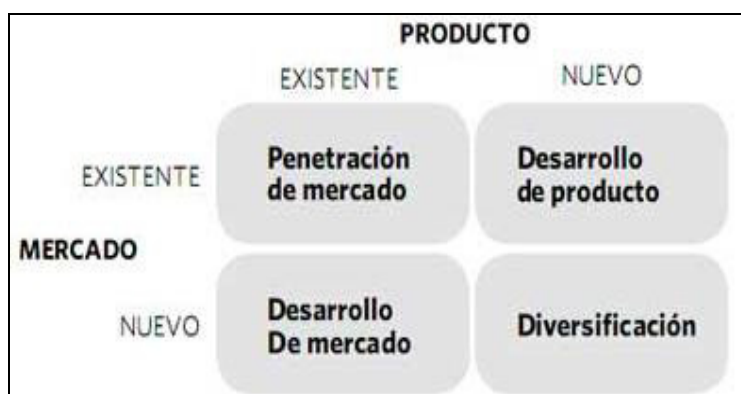 PRODUCTO
EXISTENTE NUEVO
EXISTENTE
Penetración
de mercado
Desarrollo
de producto
MERCADO
NUEVO
Desarrollo
De mercado
Diversificación